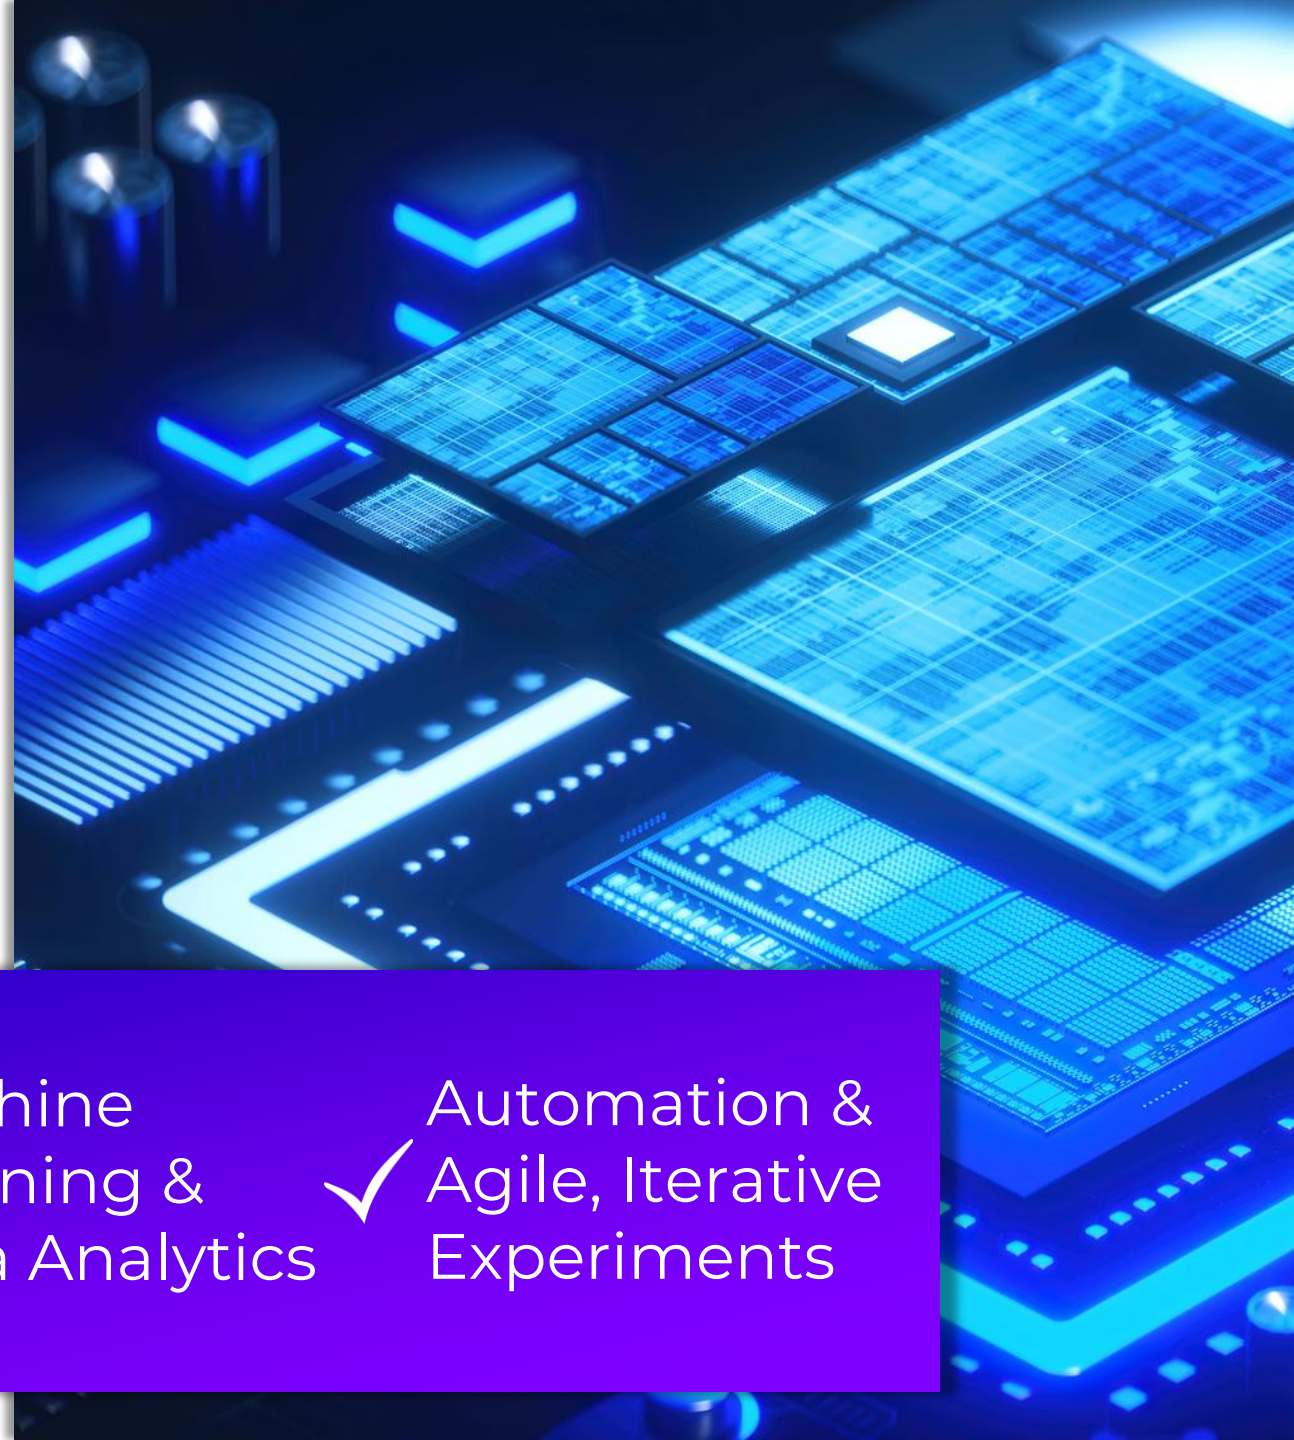 hine
ning &
a Analytics
Automation &
Agile, Iterative
Experiments